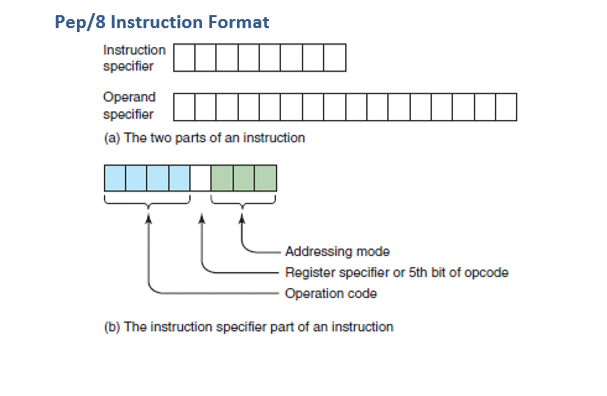 Pep/8 Instruction Format
Instruction
specifier
Operand
specifier
(a) The two parts of an instruction
Addressing mode
Register specifier or 5th bit of opcode
Operation code
(b) The instruction specifier part of an instruction